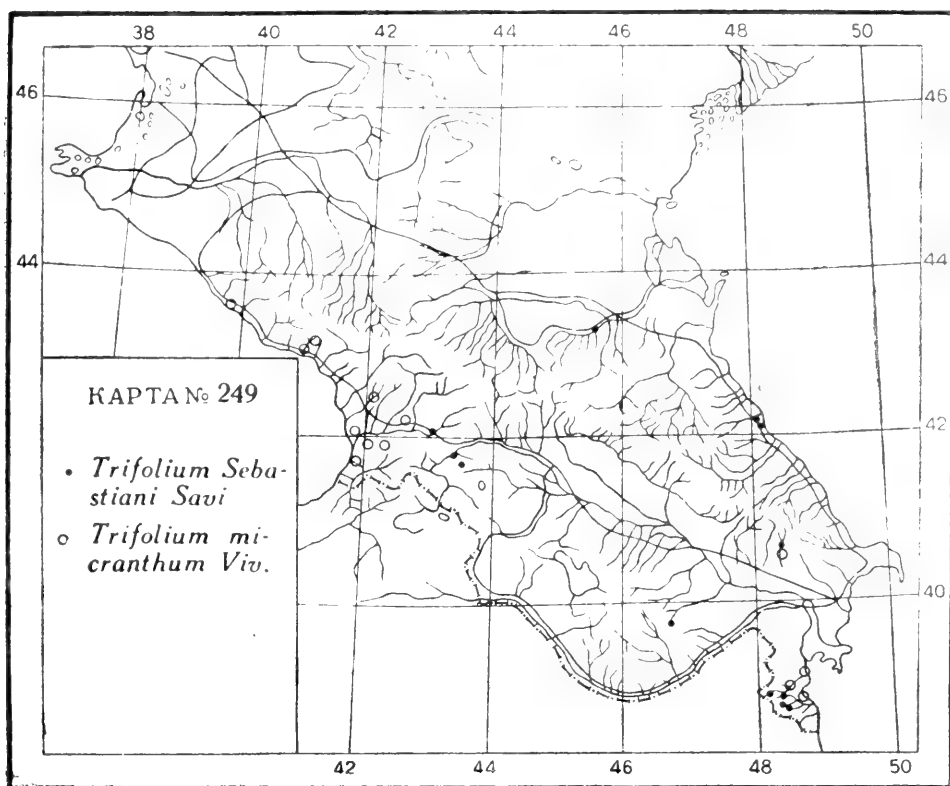 38 40 42 44 46 48 50
46 46
44 44
КАРТА № 249
• Trifolium Seba-
stiani Savi
○ Trifolium mi-
cranthum Viv.
42
40
42 44 46 48 50